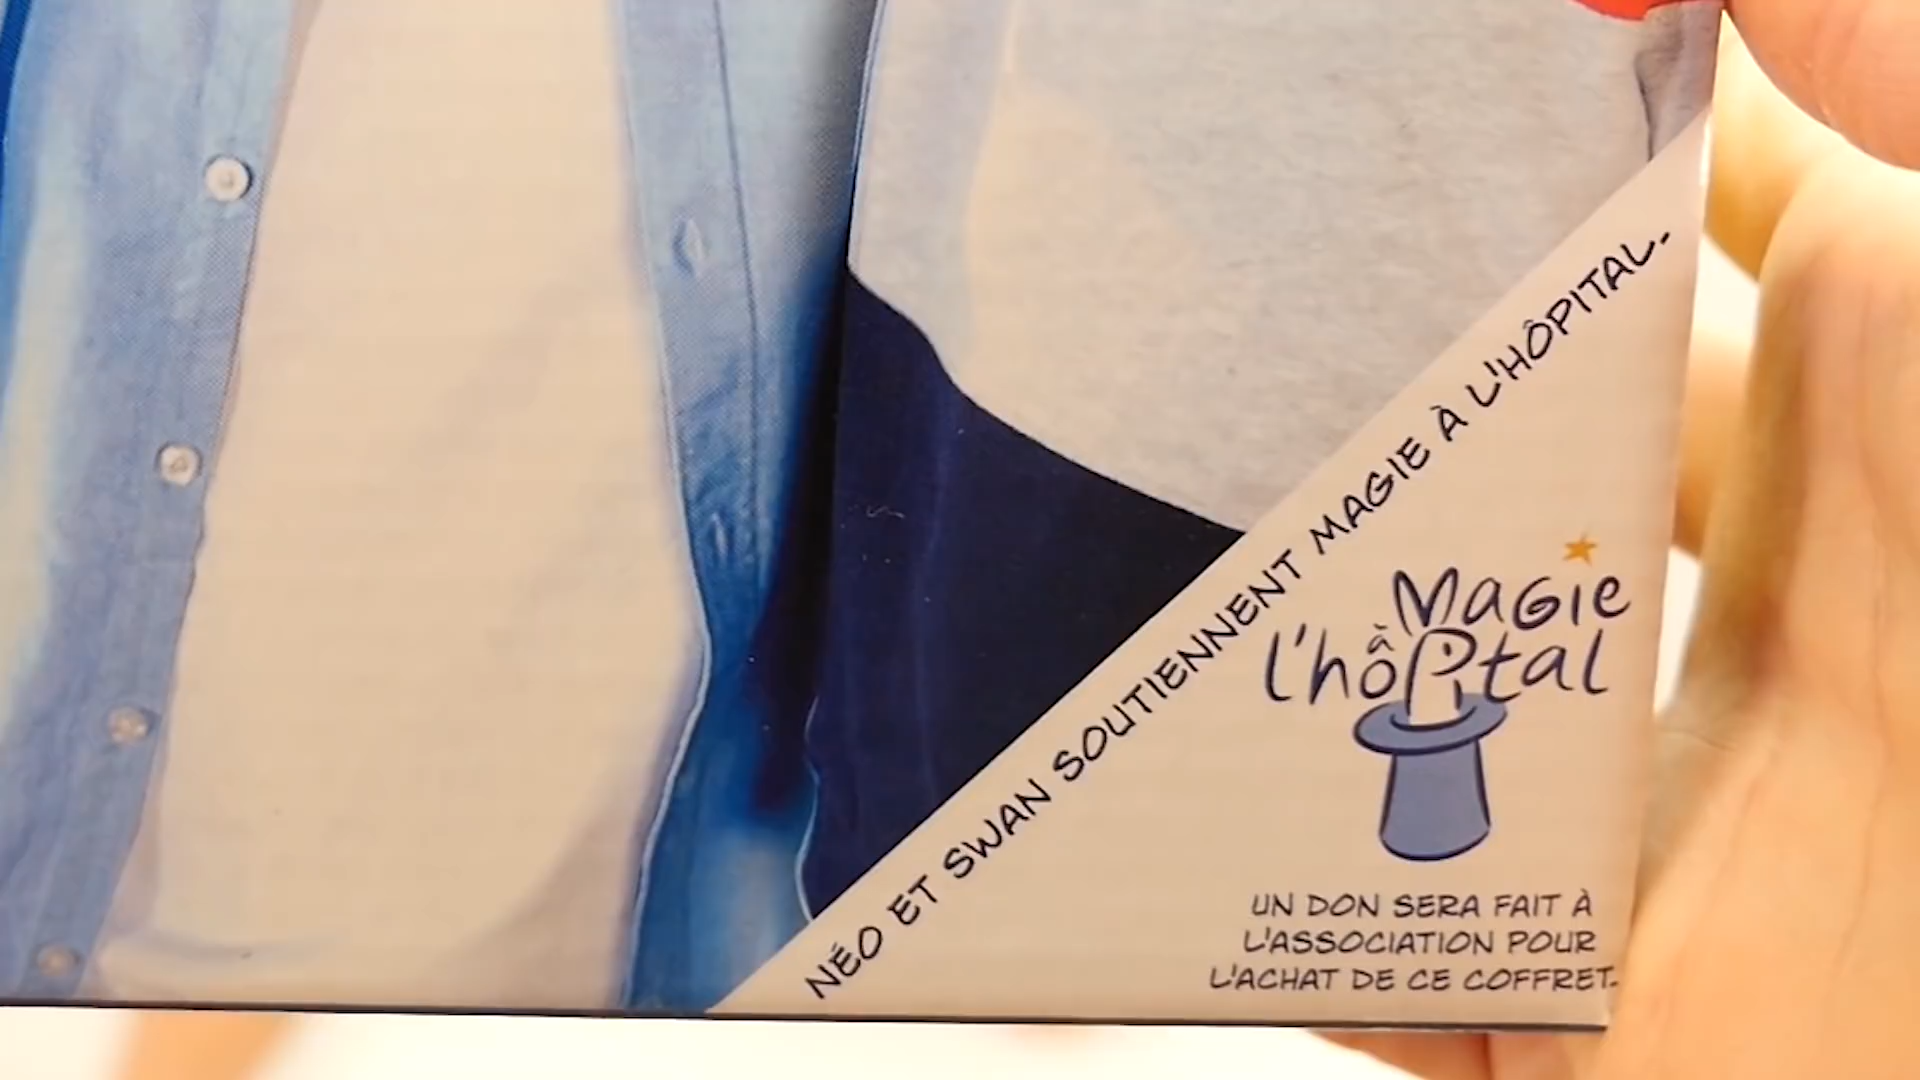 NÉO ET SWAN SOUTIENNENT MAGIE À L'HÔPITAL.
Magie
à
l'hôpital
UN DON SERA FAIT À
L'ASSOCIATION POUR
L'ACHAT DE CE COFFRET.